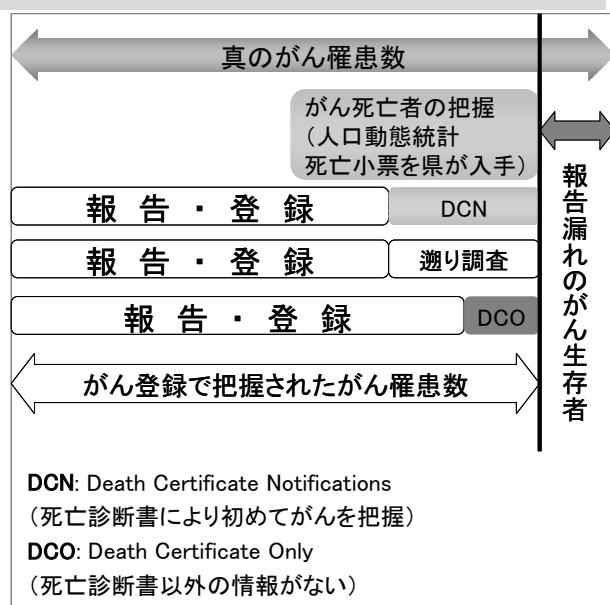 真のがん罹患数
がん死亡者の把握
（人口動態統計
死亡小票を県が入手）
報告・登録
DCN
報告・登録
遡り調査
報告・登録
DCO
がん登録で把握されたがん罹患数
報告漏れのがん生存者
DCN: Death Certificate Notifications
（死亡診断書により初めてがんを把握）
DCO: Death Certificate Only
（死亡診断書以外の情報がない）